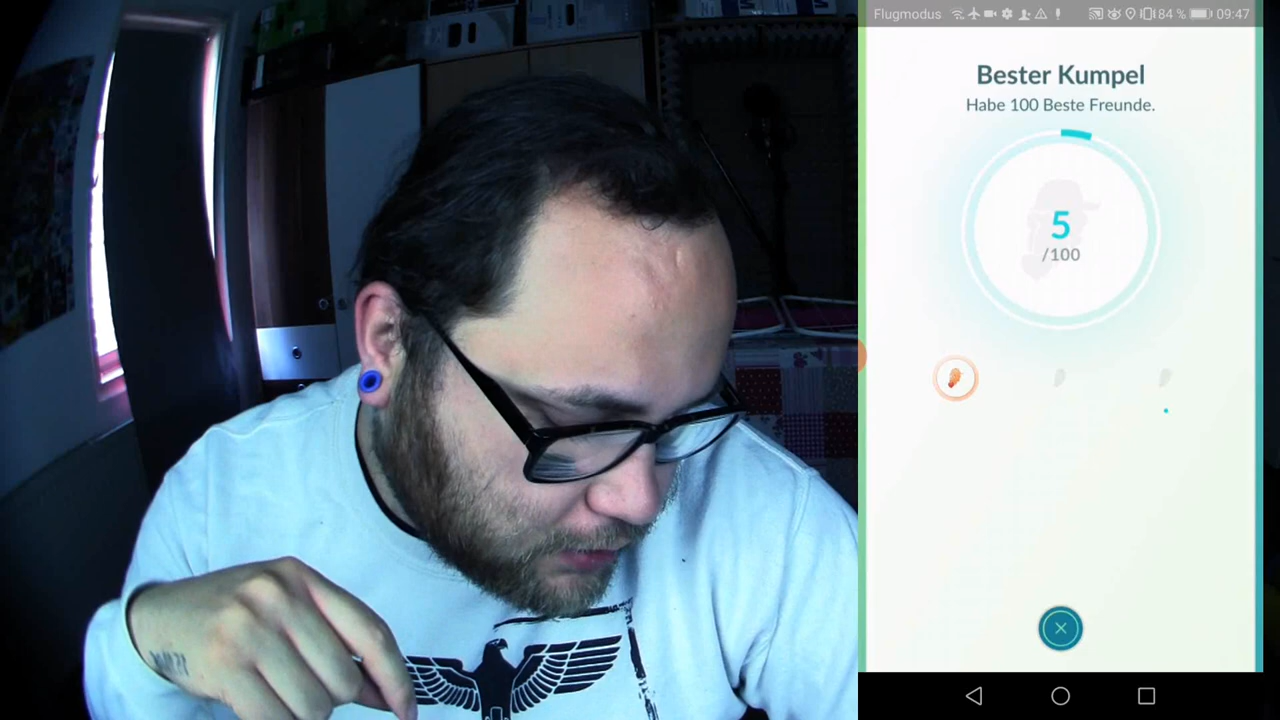 Flugmodus 84 % 09:47
Bester Kumpel
Habe 100 Beste Freunde.
5
/100